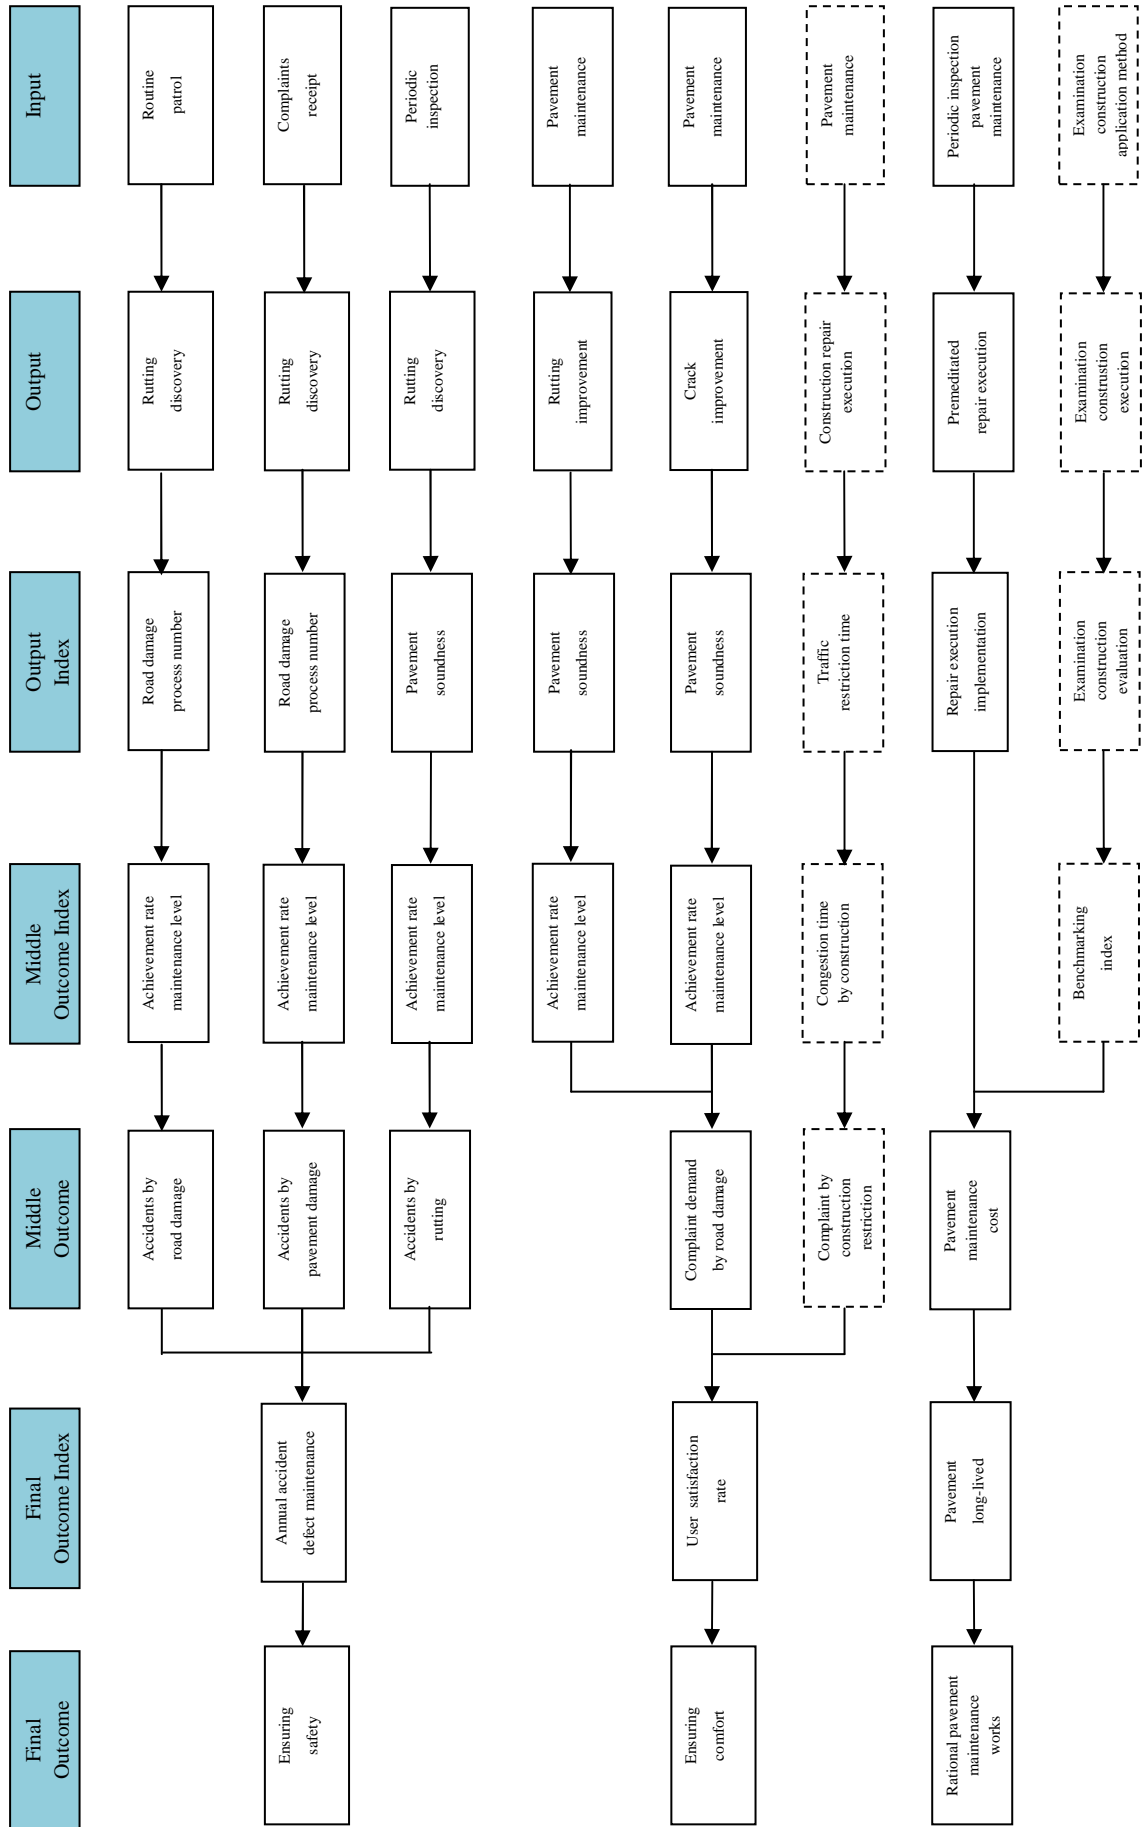 Final
Outcome
Final
Outcome Index
Middle
Outcome
Middle
Outcome Index
Output
Index
Output
Input
Accidents by
road damage
Achievement rate
maintenance level
Road damage
process number
Rutting
discovery
Routine
patrol
Ensuring
safety
Annual accident
defect maintenance
Accidents by
pavement damage
Achievement rate
maintenance level
Road damage
process number
Rutting
discovery
Complaints
receipt
Accidents by
rutting
Achievement rate
maintenance level
Pavement
soundness
Rutting
discovery
Periodic
inspection
Achievement rate
maintenance level
Pavement
soundness
Rutting
improvement
Pavement
maintenance
Ensuring
comfort
User satisfaction
rate
Complaint demand
by road damage
Achievement rate
maintenance level
Pavement
soundness
Crack
improvement
Pavement
maintenance
Complaint by
construction
restriction
Congestion time
by construction
Traffic
restriction time
Construction repair
execution
Pavement
maintenance
Rational pavement
maintenance
works
Pavement
long-lived
Pavement
maintenance
cost
Repair execution
implementation
Premeditated
repair execution
Periodic inspection
pavement
maintenance
Benchmarking
index
Examination
construction
evaluation
Examination
construstion
execution
Examination
construction
application method